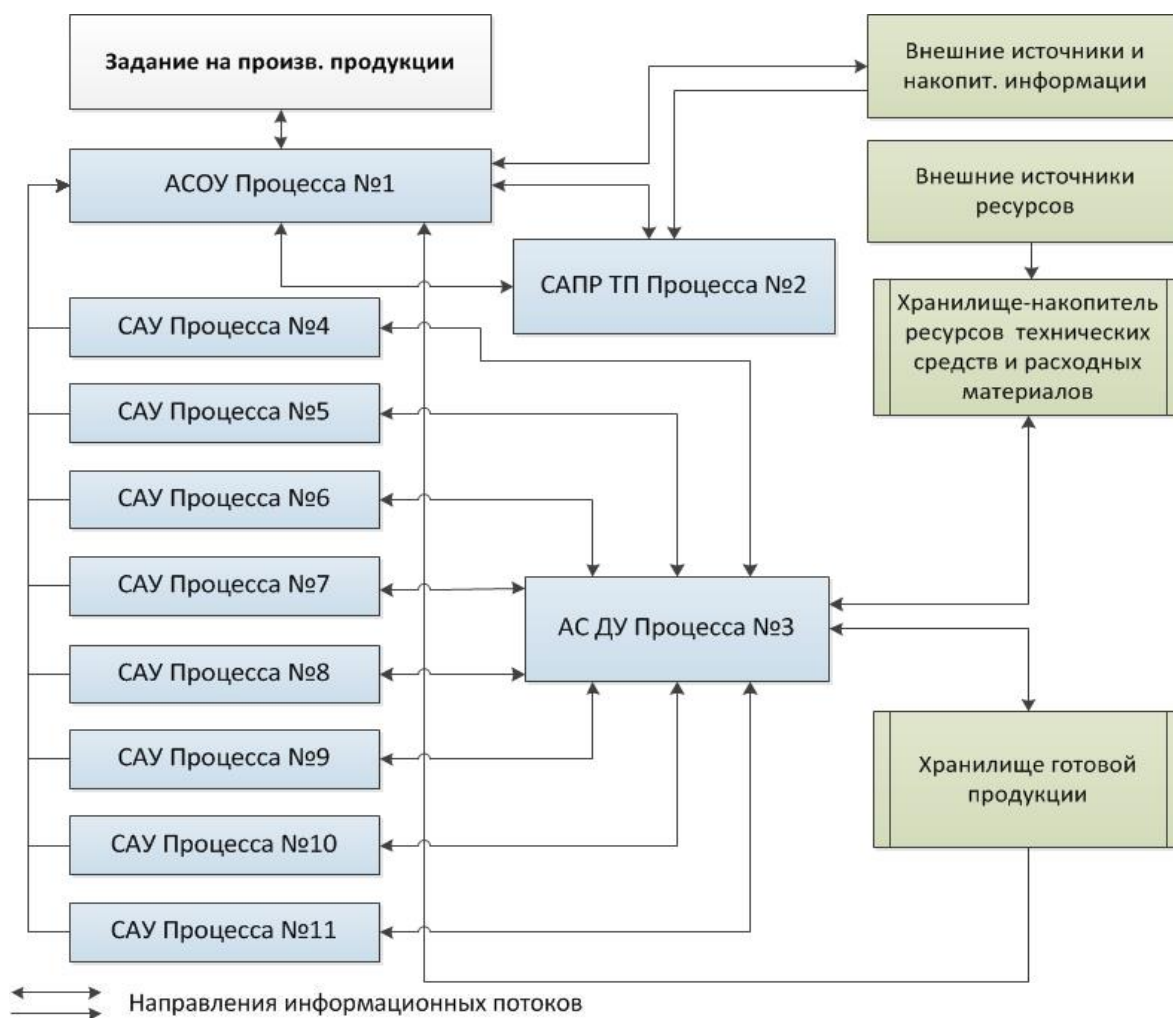 Задание на произв. продукции
Внешние источники и
накопит. информации
АСОУ Процесса №1
Внешние источники
ресурсов
САПР ТП Процесса №2
Хранилище-накопитель
ресурсов технических
средств и расходных
материалов
САУ Процесса №4
САУ Процесса №5
САУ Процесса №6
САУ Процесса №7
АС ДУ Процесса №3
САУ Процесса №8
САУ Процесса №9
Хранилище готовой
продукции
САУ Процесса №10
САУ Процесса №11
Направления информационных потоков